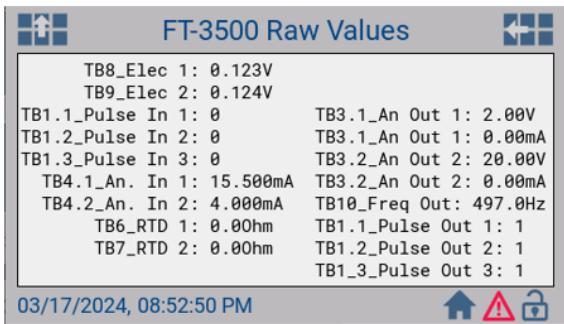 FT-3500 Raw Values
TB8_Elec 1: 0.123V
TB9_Elec 2: 0.124V
TB1.1_Pulse In 1: 0 TB3.1_An Out 1: 2.00V
TB1.2_Pulse In 2: 0 TB3.1_An Out 1: 0.00mA
TB1.3_Pulse In 3: 0 TB3.2_An Out 2: 20.00V
TB4.1_An. In 1: 15.500mA TB3.2_An Out 2: 0.00mA
TB4.2_An. In 2: 4.000mA TB10_Freq Out: 497.0Hz
TB6_RTD 1: 0.0Ohm TB1.1_Pulse Out 1: 1
TB7_RTD 2: 0.0Ohm TB1.2_Pulse Out 2: 1
TB1_3_Pulse Out 3: 1
03/17/2024, 08:52:50 PM